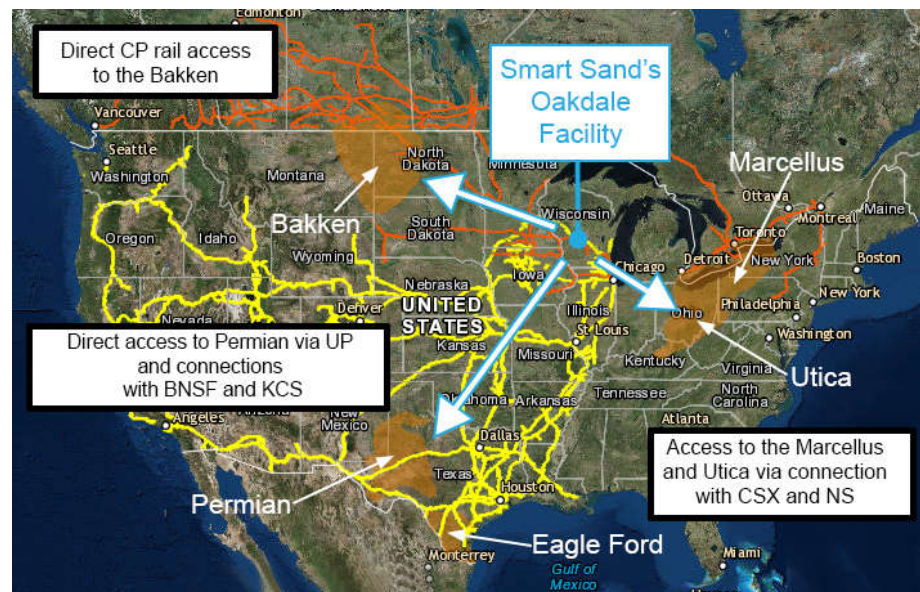 Edmonton
Direct CP rail access
to the Bakken
Smart Sand's
Oakdale
Facility
Vancouver
Seattle
Washington
Montana
North
Dakota
Minnesota
Marcellus
Ottawa
Montreal
Maine
Bakken
Wisconsin
Toronto
Oregon
Idaho
South
Dakota
Wyoming
Detroit
New York
Boston
Iowa
Chicago
Nebraska
UNITED
STATES
Denver
Illinois
Ohio
Philadelphia
New York
Nevada
St Louis
Washington
Direct access to Permian via UP
and connections
with BNSF and KCS
Kansas
Missouri
Kentucky
Virginia
Utica
Oklahoma
Arkansas
Tennessee
North
Carolina
Angeles
Arizona
New
Mexico
Atlanta
Dallas
Access to the Marcellus
and Utica via connection
with CSX and NS
Texas
Permian
Houston
Eagle Ford
Monterrey
Gulf of
Mexico
Miami